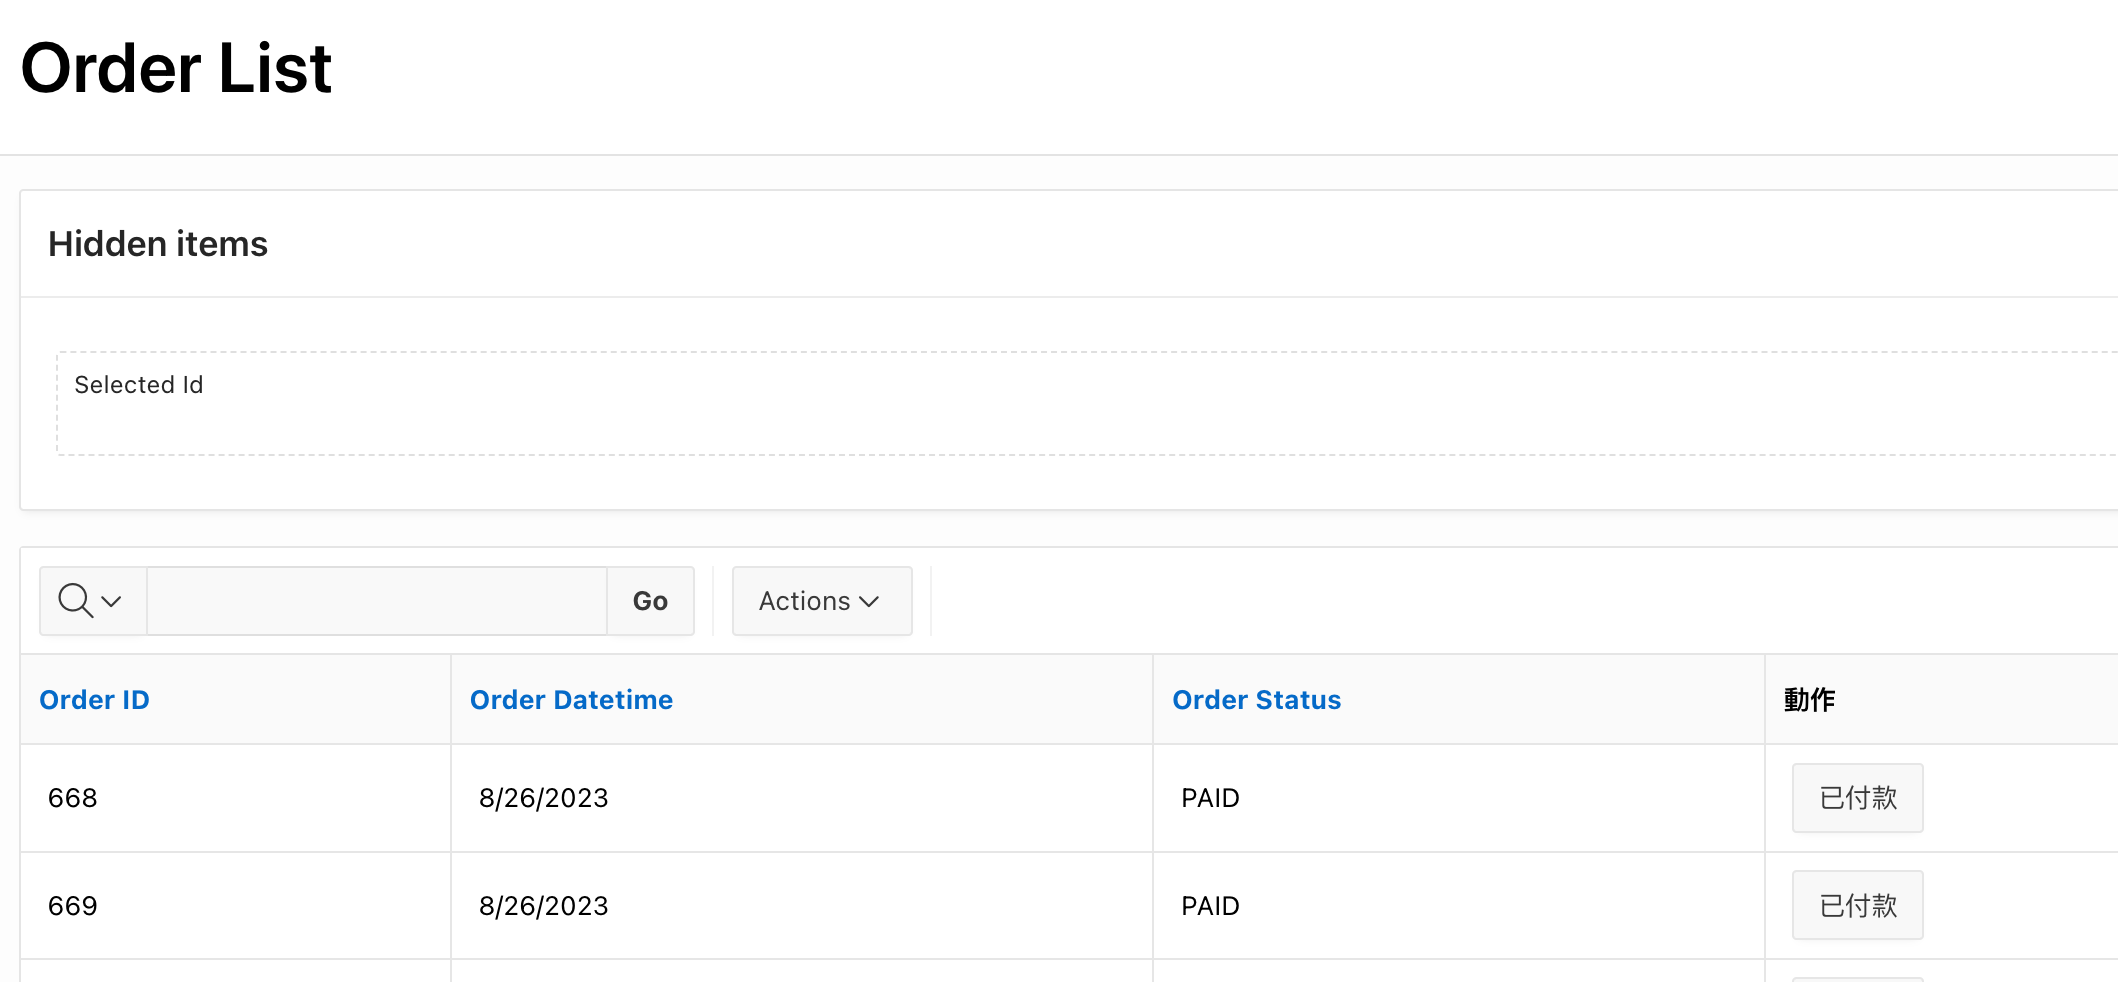 Order List
Hidden items
Selected Id
Go
Actions
Order ID Order Datetime Order Status 動作
668 8/26/2023 PAID 已付款
669 8/26/2023 PAID 已付款